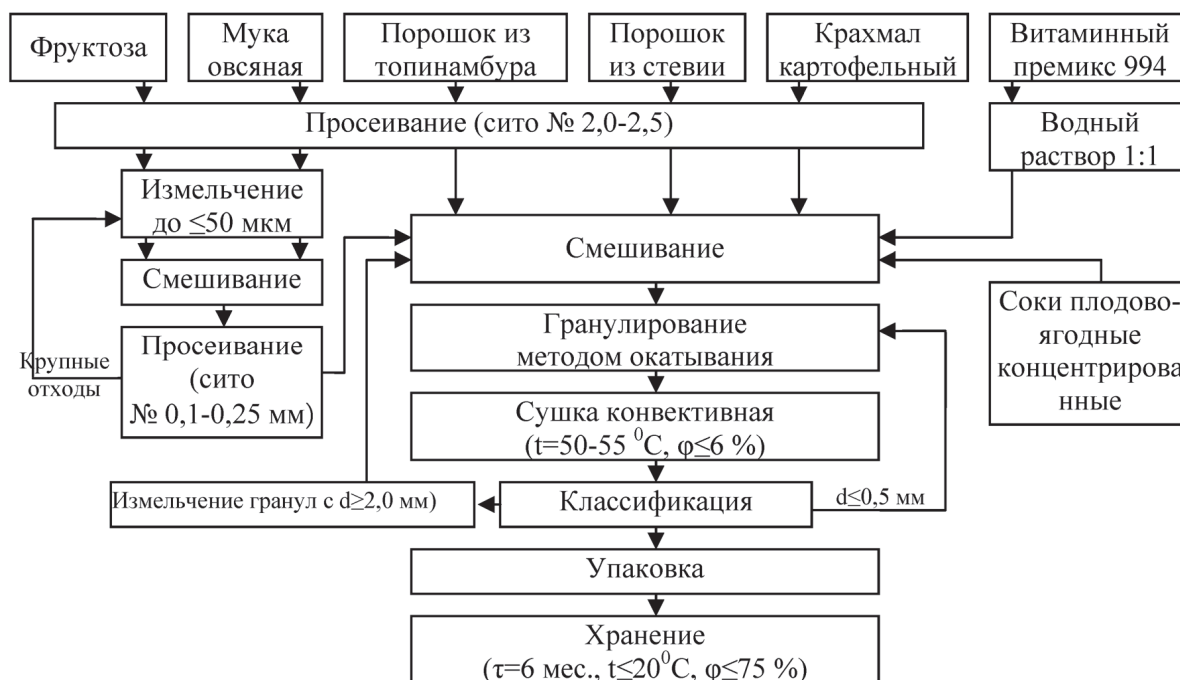 Фруктоза
Мука
овсяная
Порошок из
топинамбура
Порошок
из стевии
Крахмал
картофельный
Витаминный
премикс 994
Просеивание (сито № 2,0-2,5)
Водный
раствор 1:1
Измельчение
до ≤50 мкм
Смешивание
Смешивание
Просеивание
(сито
№ 0,1-0,25 мм)
Крупные
отходы
Гранулирование
методом окатывания
Соки плодово-
ягодные
концентрирова
нные
Сушка конвективная
(t=50-55 ⁰С, φ≤6 %)
Измельчение гранул с d≥2,0 мм)
Классификация
d≤0,5 мм
Упаковка
Хранение
(τ=6 мес., t≤20⁰С, φ≤75 %)